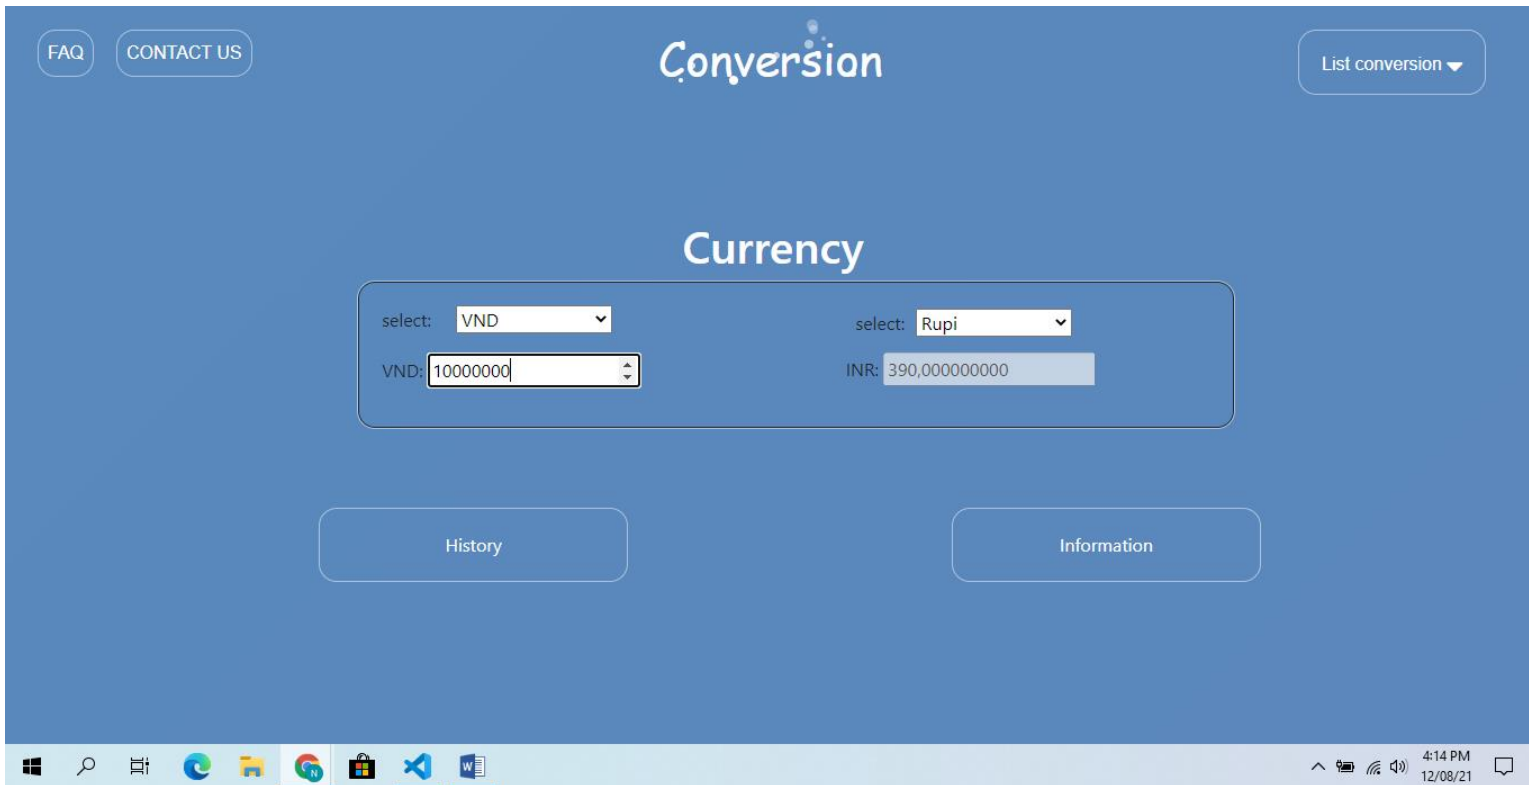 FAQ
CONTACT US
Conversion
List conversion
Currency
select: VND
select: Rupi
VND: 10000000
INR: 390,000000000
History
Information
4:14 PM
12/08/21